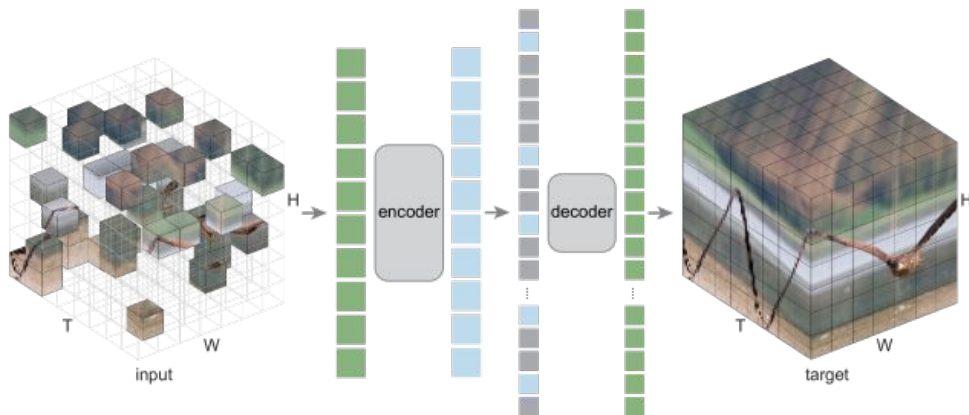 H
encoder
decoder
H
T
W
T
W
input
target